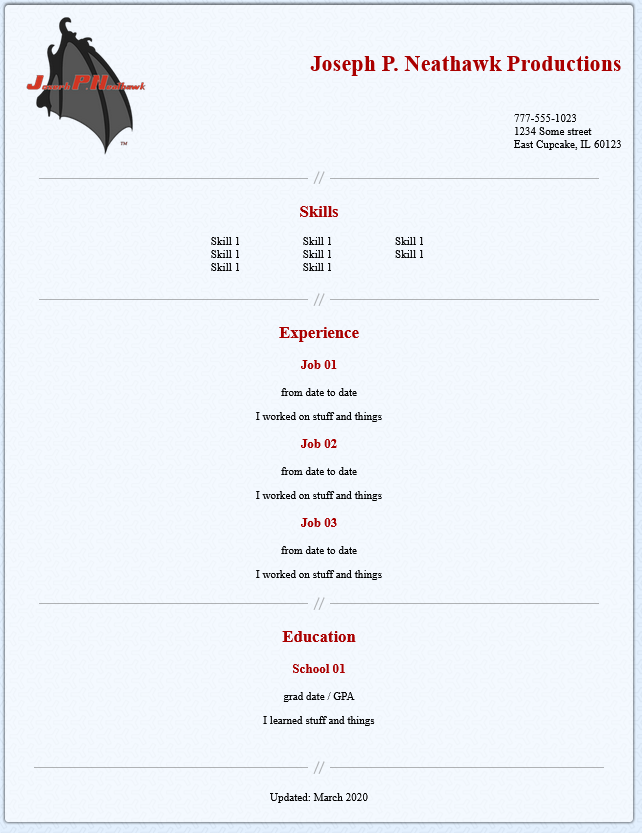 Joseph P.Neathawk
™
Joseph P. Neathawk Productions
777-555-1023
1234 Some street
East Cupcake, IL 60123
//
Skills
Skill 1 Skill 1 Skill 1
Skill 1 Skill 1 Skill 1
Skill 1 Skill 1
//
Experience
Job 01
from date to date
I worked on stuff and things
Job 02
from date to date
I worked on stuff and things
Job 03
from date to date
I worked on stuff and things
//
Education
School 01
grad date / GPA
I learned stuff and things
//
Updated: March 2020